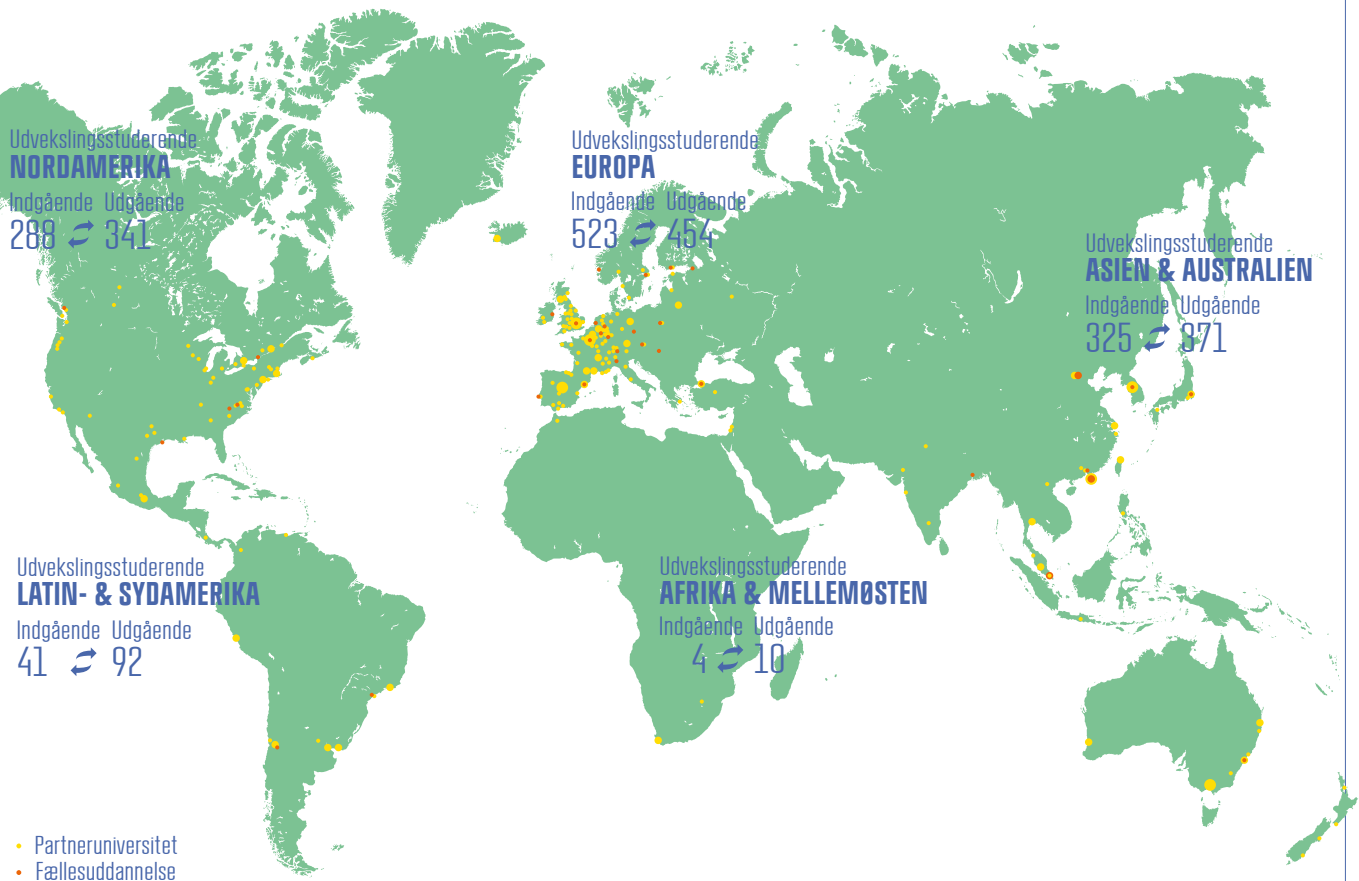 Udvekslingsstuderende
NORDAMERIKA
Indgående Udgående
288 341
Udvekslingsstuderende
EUROPA
Indgående Udgående
523 454
Udvekslingsstuderende
ASIEN & AUSTRALIEN
Indgående Udgående
325 371
Udvekslingsstuderende
LATIN- & SYDAMERIKA
Indgående Udgående
41 92
Udvekslingsstuderende
AFRIKA & MELLEMØSTEN
Indgående Udgående
4 10
Partneruniversitet
Fællesuddannelse